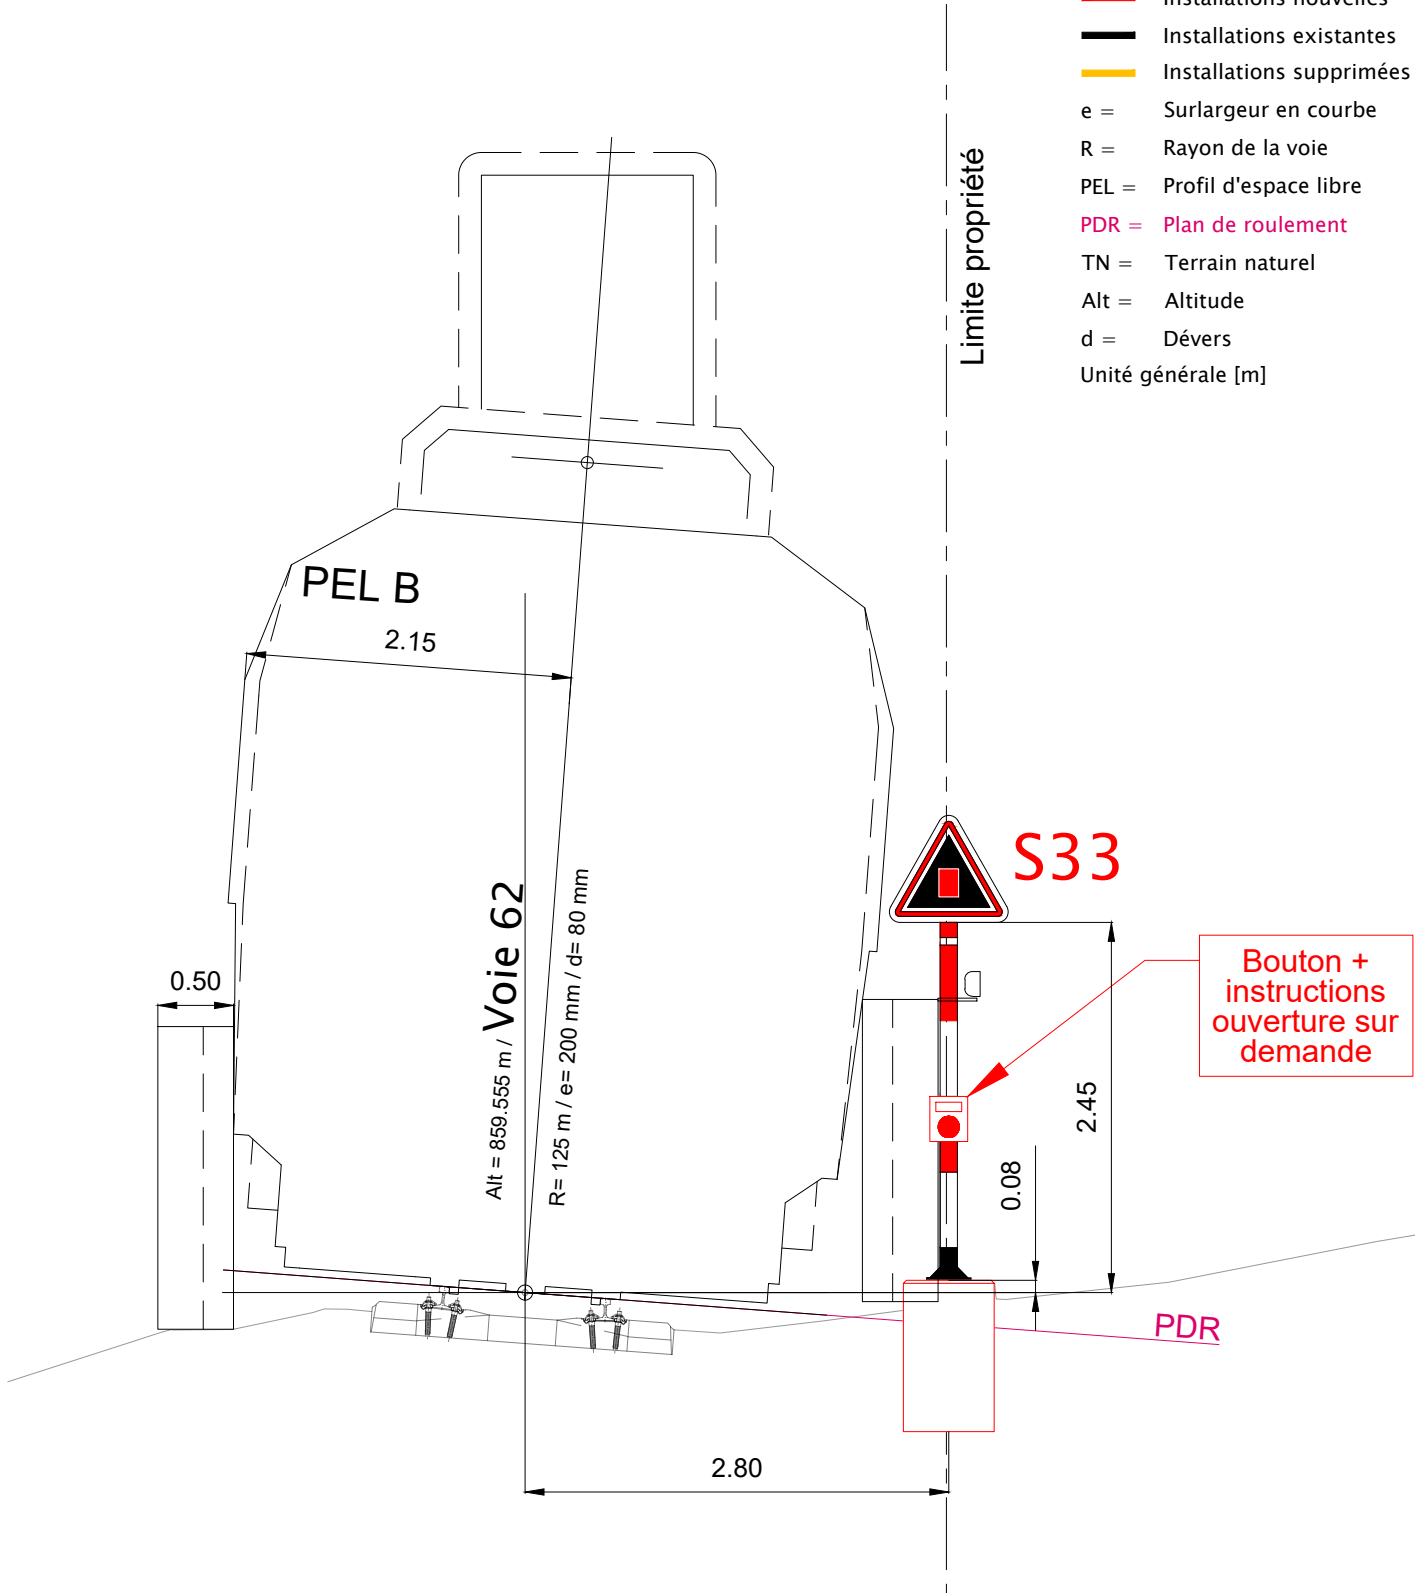 Installations nouvelles
Installations existantes
Installations supprimées
e = Surlargeur en courbe
R = Rayon de la voie
PEL = Profil d'espace libre
PDR = Plan de roulement
TN = Terrain naturel
Alt = Altitude
d = Dévers
Unité générale [m]
Limite propriété
PEL B
2.15
S33
0.50
Alt = 859.555 m / Voie 62
R= 125 m / e= 200 mm / d= 80 mm
Bouton +
instructions
ouverture sur
demande
2.45
0.08
PDR
2.80